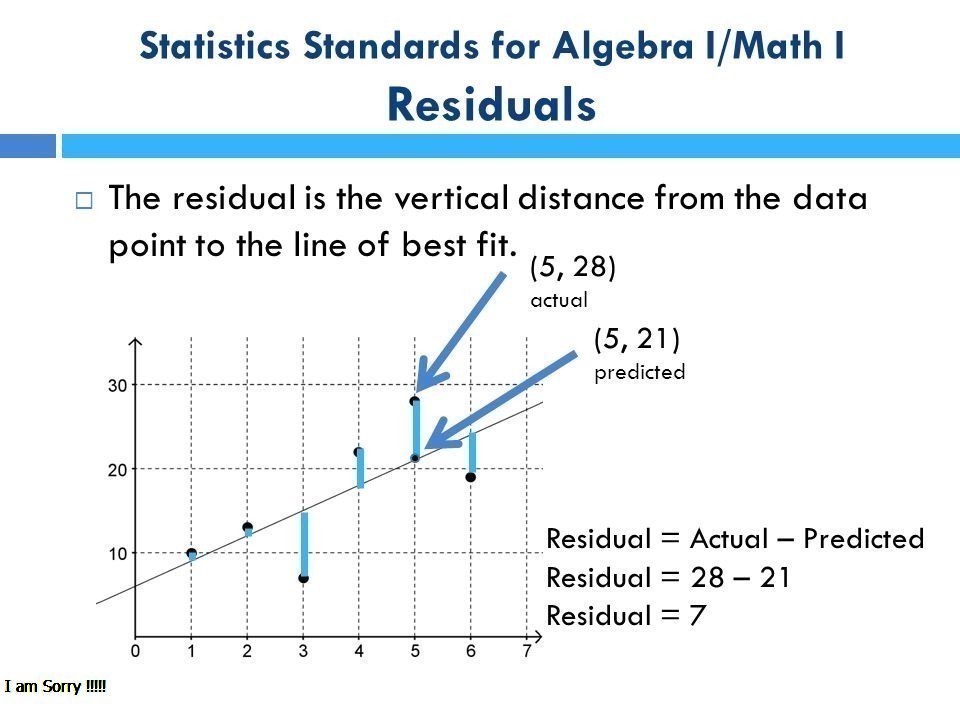 Statistics Standards for Algebra I/Math I
Residuals
The residual is the vertical distance from the data
point to the line of best fit.
(5, 28)
actual
(5, 21)
predicted
30
20
10
0 1 2 3 4 5 6 7
Residual = Actual – Predicted
Residual = 28 – 21
Residual = 7
I am Sorry !!!!!